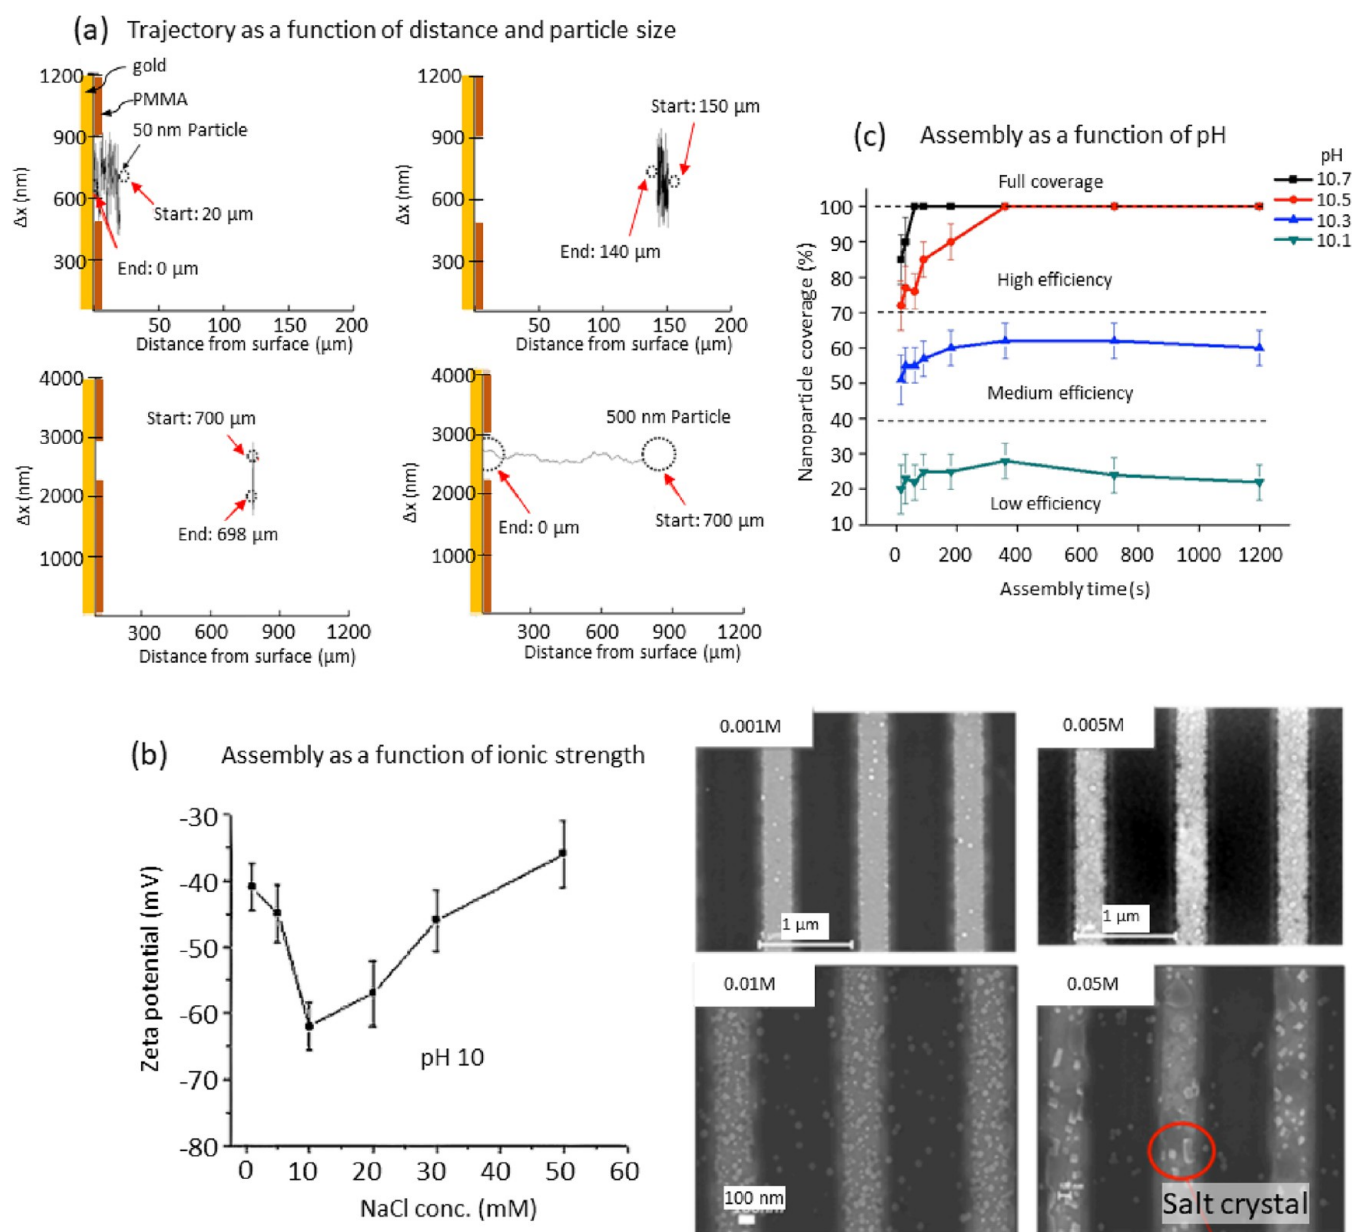 (a) Trajectory as a function of distance and particle size
gold
PMMA
50 nm Particle
Start: 20 µm
End: 0 µm
1200
900
600
300
Δx (nm)
50 100 150 200
Distance from surface (µm)
Start: 150 µm
End: 140 µm
1200
900
600
300
Δx (nm)
50 100 150 200
Distance from surface (µm)
Start: 700 µm
End: 698 µm
4000
3000
2000
1000
Δx (nm)
300 600 900 1200
Distance from surface (µm)
500 nm Particle
End: 0 µm
Start: 700 µm
4000
3000
2000
1000
Δx (nm)
300 600 900 1200
Distance from surface (µm)
(c) Assembly as a function of pH
pH
10.7
10.5
10.3
10.1
Full coverage
High efficiency
Medium efficiency
Low efficiency
100
90
80
70
60
50
40
30
20
10
Nanoparticle coverage (%)
0 200 400 600 800 1000 1200
Assembly time (s)
(b) Assembly as a function of ionic strength
-30
-40
-50
-60
-70
-80
Zeta potential (mV)
pH 10
0 10 20 30 40 50 60
NaCl conc. (mM)
0.001M
1 µm
0.005M
1 µm
0.01M
100 nm
0.05M
Salt crystal